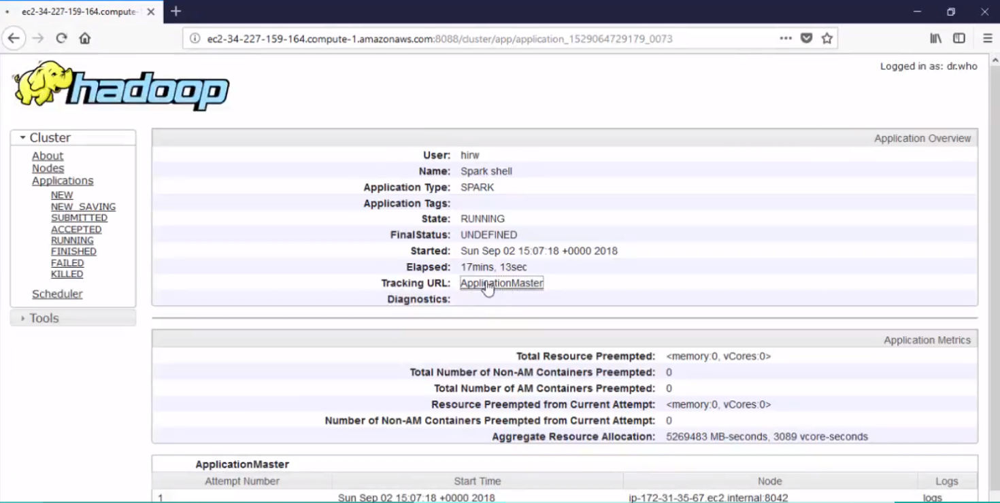 ec2-34-227-159-164.compute-
ec2-34-227-159-164.compute-1.amazonaws.com:8088/cluster/app/application_1529064729179_0073
hadoop
Logged in as: dr.who
Cluster
About
Nodes
Applications
NEW
NEW_SAVING
SUBMITTED
ACCEPTED
RUNNING
FINISHED
FAILED
KILLED
Scheduler
Tools
Application Overview
User: hirw
Name: Spark shell
Application Type: SPARK
Application Tags:
State: RUNNING
FinalStatus: UNDEFINED
Started: Sun Sep 02 15:07:18 +0000 2018
Elapsed: 17mins, 13sec
Tracking URL: ApplicationMaster
Diagnostics:
Application Metrics
Total Resource Preempted: <memory:0, vCores:0>
Total Number of Non-AM Containers Preempted: 0
Total Number of AM Containers Preempted: 0
Resource Preempted from Current Attempt: <memory:0, vCores:0>
Number of Non-AM Containers Preempted from Current Attempt: 0
Aggregate Resource Allocation: 5269483 MB-seconds, 3089 vcore-seconds
ApplicationMaster
Attempt Number Start Time Node Logs
1 Sun Sep 02 15:07:18 +0000 2018 ip-172-31-35-67.ec2.internal:8042 logs